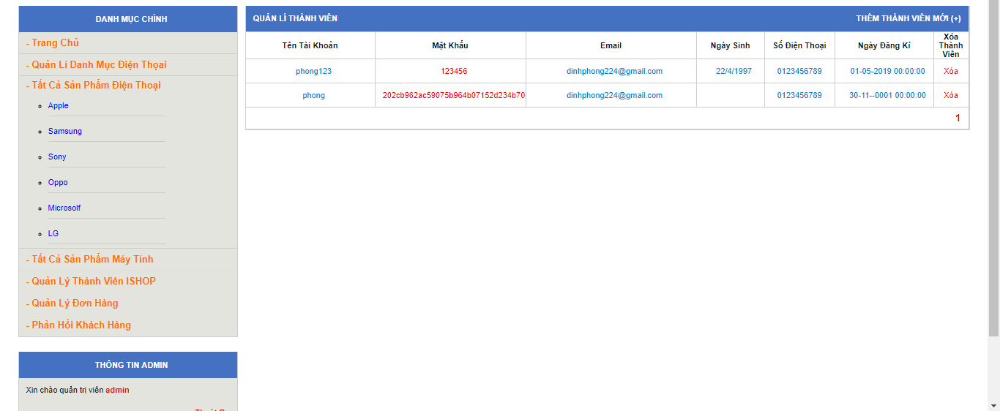 DANH MỤC CHÍNH
- Trang Chủ
- Quản Lí Danh Mục Điện Thoại
- Tất Cả Sản Phẩm Điện Thoại
Apple
Samsung
Sony
Oppo
Microsolf
LG
- Tất Cả Sản Phẩm Máy Tính
- Quản Lý Thành Viên ISHOP
- Quản Lý Đơn Hàng
- Phản Hồi Khách Hàng
THÔNG TIN ADMIN
Xin chào quản trị viên admin
QUẢN LÍ THÀNH VIÊN THÊM THÀNH VIÊN MỚI (+)
Tên Tài Khoản Mật Khẩu Email Ngày Sinh Số Điện Thoại Ngày Đăng Kí Xóa Thành Viên
phong123 123456 dinhphong224@gmail.com 22/4/1997 0123456789 01-05-2019 00:00:00 Xóa
phong 202cb962ac59075b964b07152d234b70 dinhphong224@gmail.com 0123456789 30-11--0001 00:00:00 Xóa
1